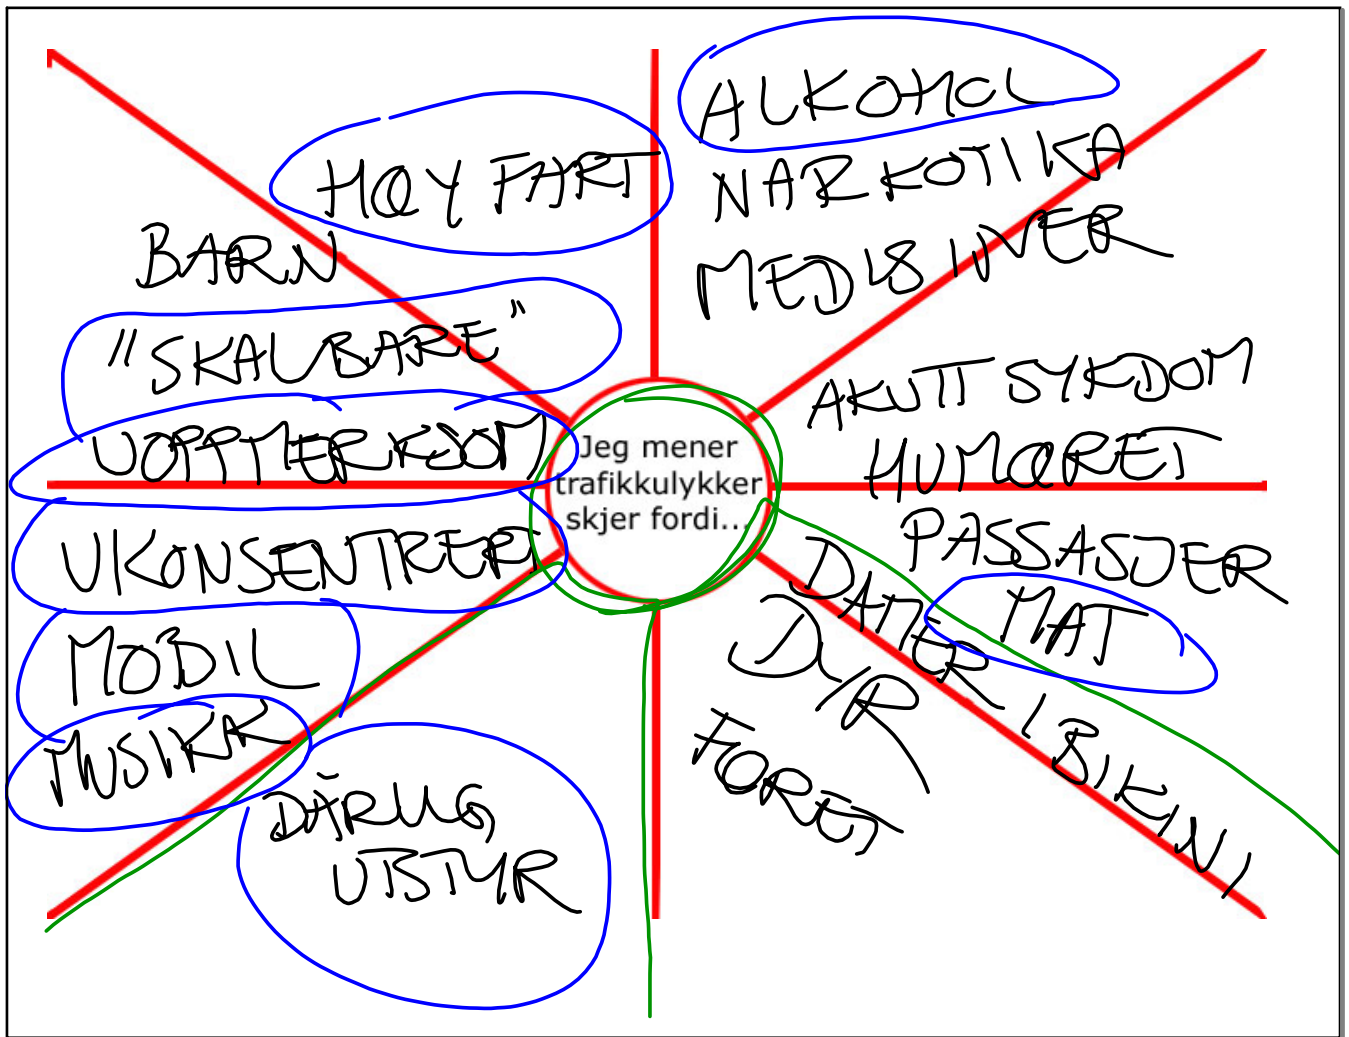 ALKOHOL
HØY FART
NARKOTIKA
BARN
MEDISINER
"SKAL BARE"
AKUTT SYKDOM
UOPPMERKSOM
HUMØRET
Jeg mener
trafikkulykker
skjer fordi...
UKONSENTRERT
PASSASJER
DAMER I BIKINI
MAT
MOBIL
DYR
MUSIKK
FØRET
DÅRLIG
UTSTYR